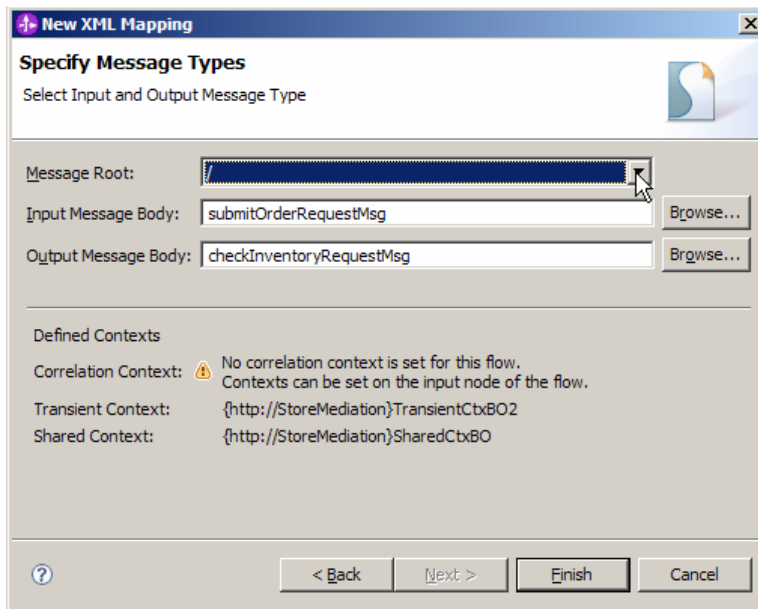 New XML Mapping
Specify Message Types
Select Input and Output Message Type
Message Root: /
Input Message Body: submitOrderRequestMsg Browse...
Output Message Body: checkInventoryRequestMsg Browse...
Defined Contexts
Correlation Context: No correlation context is set for this flow.
Contexts can be set on the input node of the flow.
Transient Context: {http://StoreMediation}TransientCtxBO2
Shared Context: {http://StoreMediation}SharedCtxBO
? < Back Next > Finish Cancel